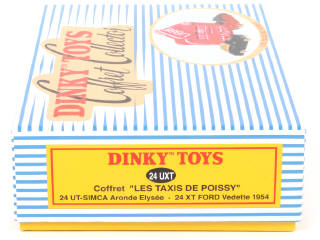 DINKY TOYS
Coffret Collector
DINKY™ TOYS
24 UXT
Coffret "LES TAXIS DE POISSY"
24 UT-SIMCA Aronde Elysée - 24 XT FORD Vedette 1954